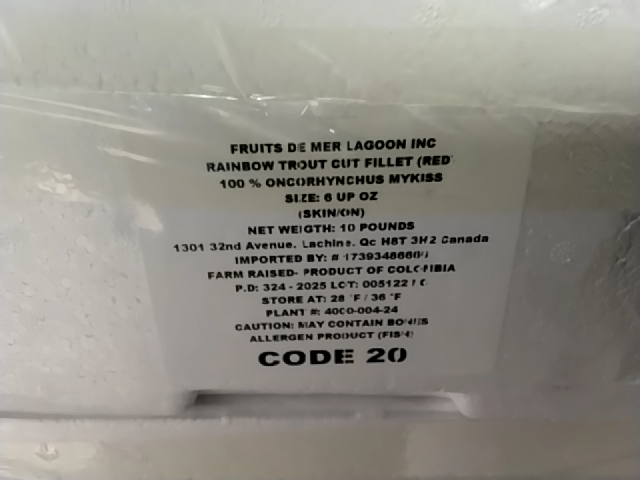 FRUITS DE MER LAGOON INC
RAINBOW TROUT CUT FILLET (RED
100 % ONCORHYNCHUS MYKISS
SIZE: 6 UP OZ
(SKIN/ON)
NET WEIGTH: 10 POUNDS
1301 32nd Avenue. Lachine. Qc H8T 3H2 Canada
IMPORTED BY: #
FARM RAISED- PRODUCT OF COLOMBIA
P.D: 324 - 2025 LOT:
STORE AT: 28 °F / 36 °F
PLANT #: 4000-004-24
CAUTION: MAY CONTAIN BONES
ALLERGEN PRODUCT (FISH)
CODE 20